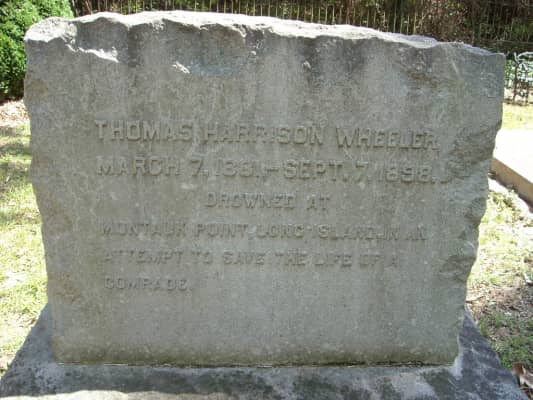 THOMAS HARRISON WHEELER.
MARCH 7, 1881.—SEPT. 7, 1898.
DROWNED AT
MONTAUK POINT, LONG ISLAND, IN AN
ATTEMPT TO SAVE THE LIFE OF A
COMRADE.